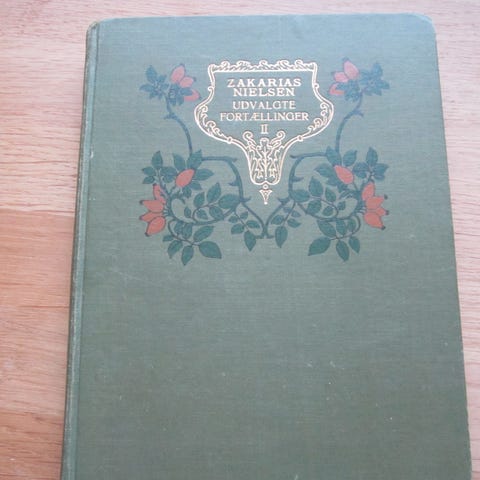 ZAKARIAS
NIELSEN
UDVALGTE
FORTÆLLINGER
II